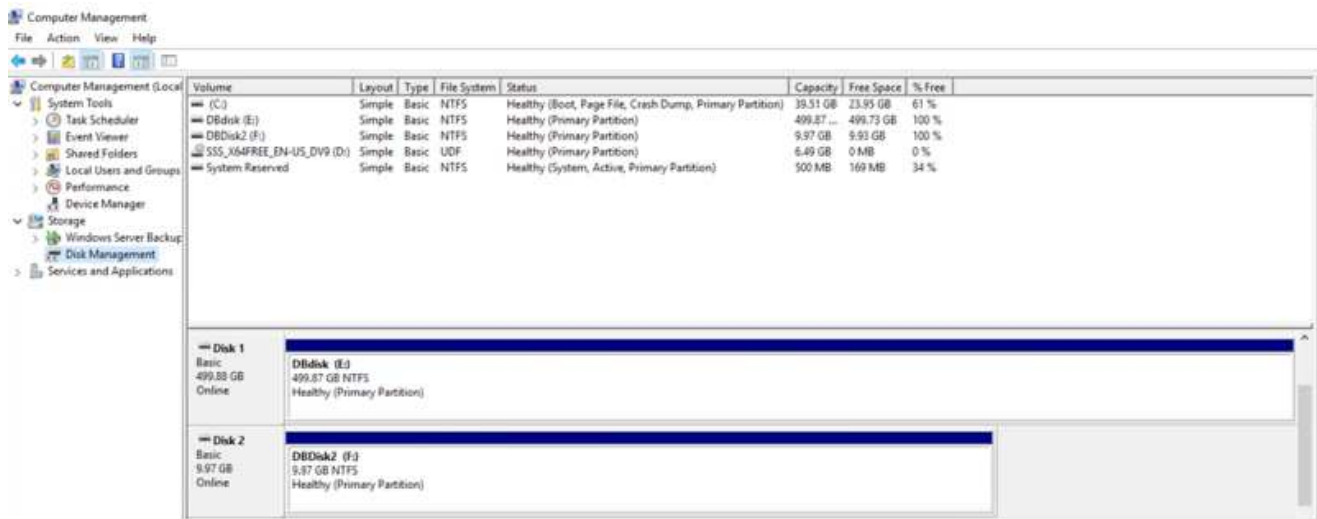 Computer Management
File Action View Help
Computer Management (Local
System Tools
Task Scheduler
Event Viewer
Shared Folders
Local Users and Groups
Performance
Device Manager
Storage
Windows Server Backup
Disk Management
Services and Applications
Volume Layout Type File System Status Capacity Free Space % Free
(C:) Simple Basic NTFS Healthy (Boot, Page File, Crash Dump, Primary Partition) 39.51 GB 23.95 GB 61 %
DBdisk (E:) Simple Basic NTFS Healthy (Primary Partition) 499.87 ... 499.73 GB 100 %
DBDisk2 (F:) Simple Basic NTFS Healthy (Primary Partition) 9.97 GB 9.93 GB 100 %
SSS_X64FREE_EN-US_DV9 (D:) Simple Basic UDF Healthy (Primary Partition) 6.49 GB 0 MB 0 %
System Reserved Simple Basic NTFS Healthy (System, Active, Primary Partition) 500 MB 169 MB 34 %
Disk 1
Basic
499.88 GB
Online
DBdisk (E:)
499.87 GB NTFS
Healthy (Primary Partition)
Disk 2
Basic
9.97 GB
Online
DBDisk2 (F:)
9.87 GB NTFS
Healthy (Primary Partition)